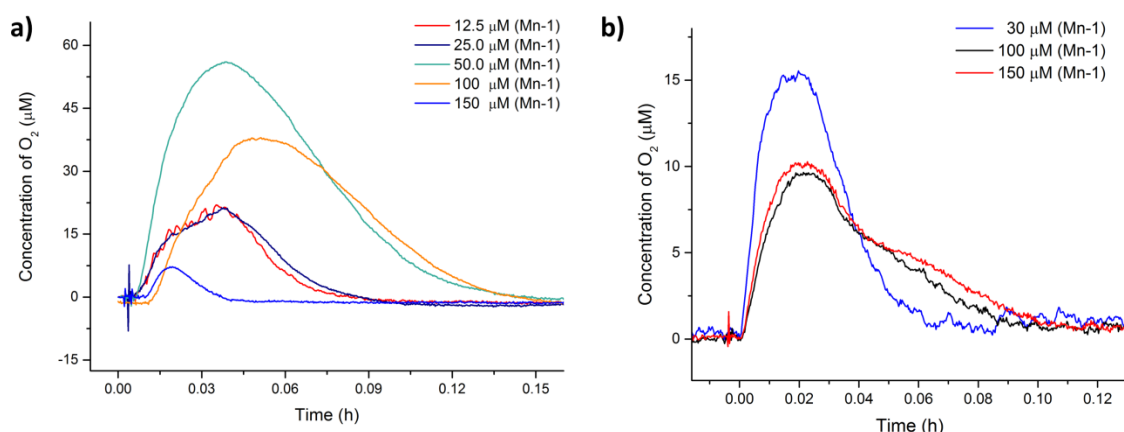 a)
12.5 μM (Mn-1)
25.0 μM (Mn-1)
50.0 μM (Mn-1)
100 μM (Mn-1)
150 μM (Mn-1)
Concentration of O2 (μM)
60
45
30
15
0
-15
0.00 0.03 0.06 0.09 0.12 0.15
Time (h)
b)
30 μM (Mn-1)
100 μM (Mn-1)
150 μM (Mn-1)
Concentration of O2 (μM)
15
10
5
0
0.00 0.02 0.04 0.06 0.08 0.10 0.12
Time (h)